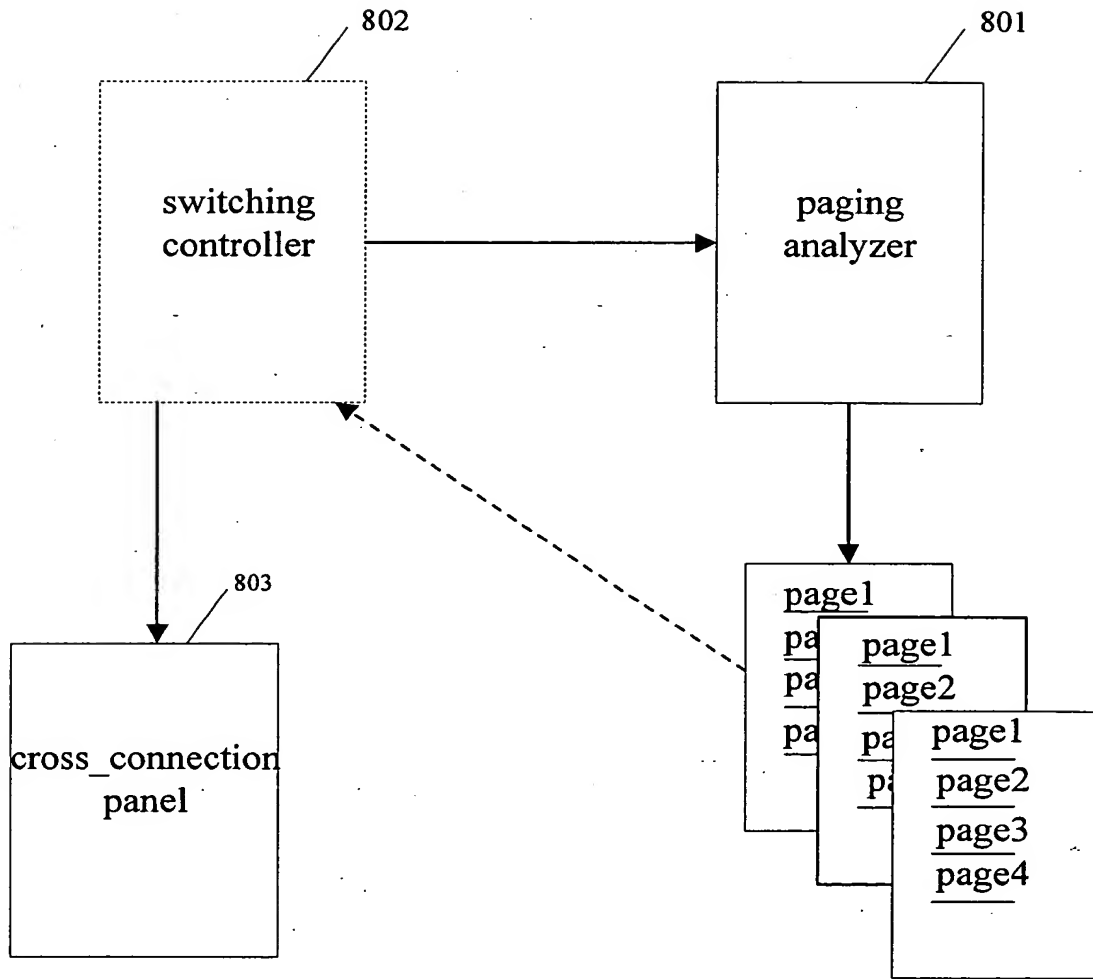 802
801
switching
controller
paging
analyzer
803
cross_connection
panel
page1
pa
pa
pa
page1
page2
pa
pa
page1
page2
page3
page4